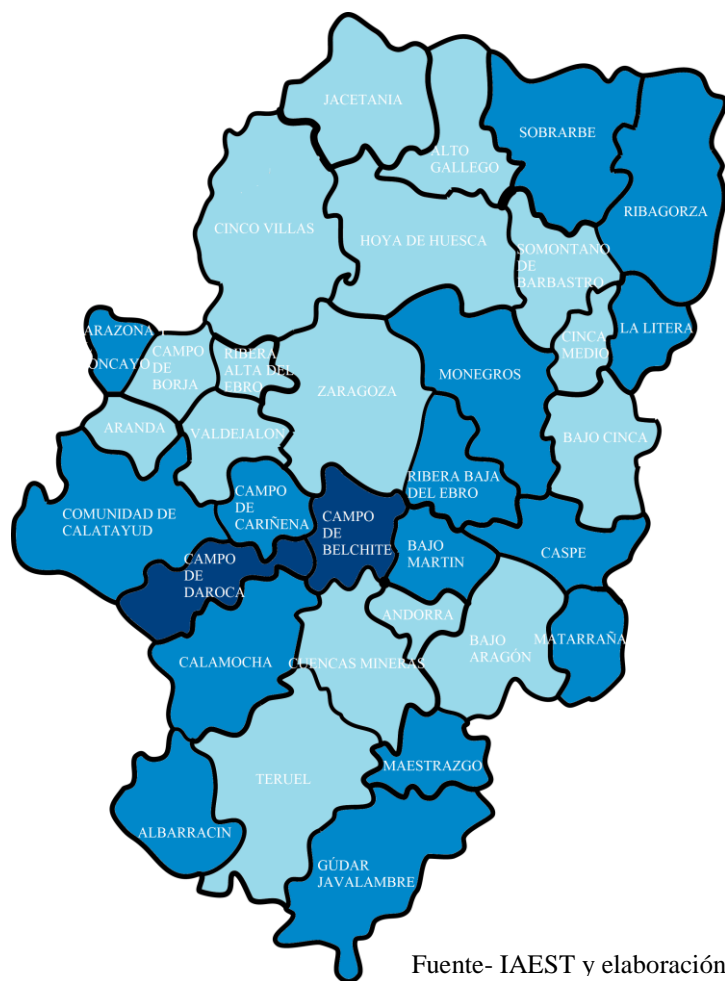 JACETANIA
SOBRARBE
ALTO
GALLEGO
RIBAGORZA
CINCO VILLAS
HOYA DE HUESCA
SOMONTANO
DE
BARBASTRO
ARAZONA
ONCAYO
CAMPO
DE
BORJA
RIBERA
ALTA DEL
EBRO
ZARAGOZA
MONEGROS
CINCA
MEDIO
LA LITERA
ARANDA
VALDEJALON
BAJO CINCA
COMUNIDAD DE
CALATAYUD
CAMPO
DE
CARIÑENA
CAMPO
DE
BELCHITE
RIBERA BAJA
DEL EBRO
BAJO
MARTIN
CASPE
CAMPO
DE
DAROCA
ANDORRA
CALAMOCHA
CUENCAS MINERAS
BAJO
ARAGÓN
MATARRAÑA
TERUEL
MAESTRAZGO
ALBARRACIN
GÚDAR
JAVALAMBRE
Fuente- IAEST y elaboración